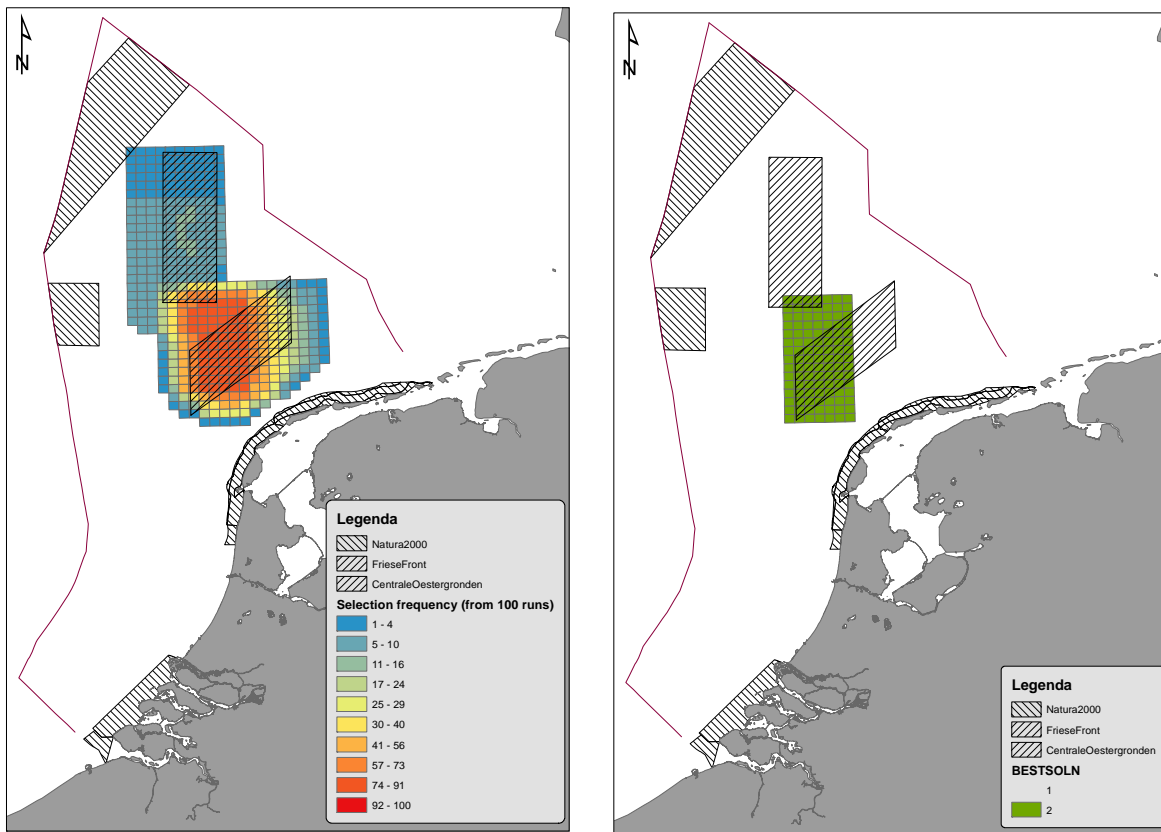 N
Legenda
Natura2000
FrieseFront
CentraleOestergronden
Selection frequency (from 100 runs)
1 - 4
5 - 10
11 - 16
17 - 24
25 - 29
30 - 40
41 - 56
57 - 73
74 - 91
92 - 100
N
Legenda
Natura2000
FrieseFront
CentraleOestergronden
BESTSOLN
1
2